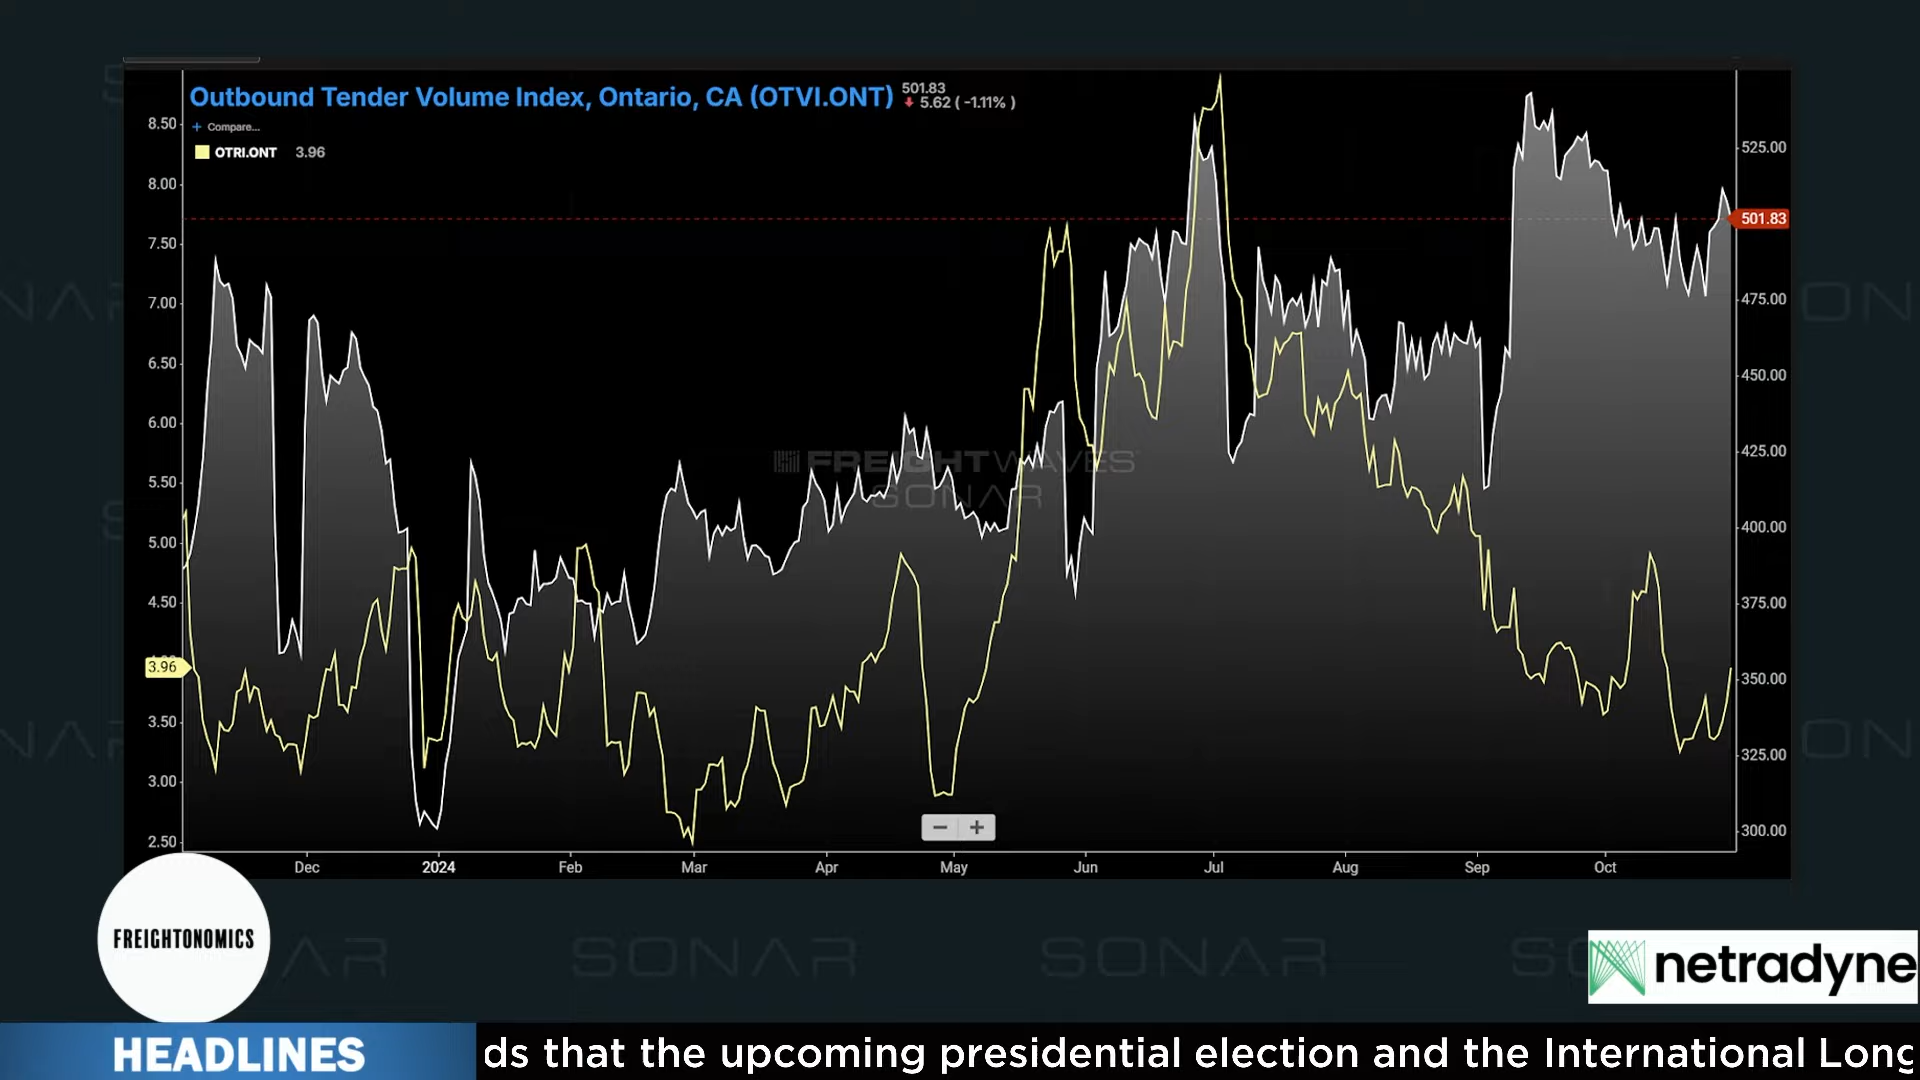 Outbound Tender Volume Index, Ontario, CA (OTVI.ONT)
501.83
5.62 ( -1.11% )
+ Compare...
OTRI.ONT 3.96
8.50
8.00
7.50
7.00
6.50
6.00
5.50
5.00
4.50
3.96
3.50
3.00
2.50
525.00
501.83
475.00
450.00
425.00
400.00
375.00
350.00
325.00
300.00
FREIGHTWAVES
SONAR
Dec 2024 Feb Mar Apr May Jun Jul Aug Sep Oct
FREIGHTONOMICS
SONAR SONAR
netradyne
HEADLINES
ds that the upcoming presidential election and the International Long